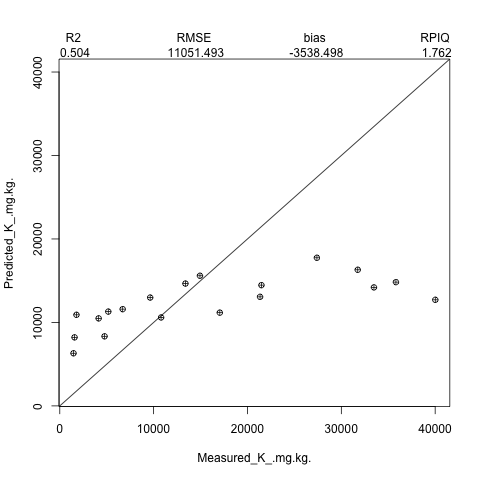 R2 RMSE bias RPIQ
0.504 11051.493 -3538.498 1.762
40000
30000
20000
10000
0
Predicted_K_.mg.kg.
0 10000 20000 30000 40000
Measured_K_.mg.kg.